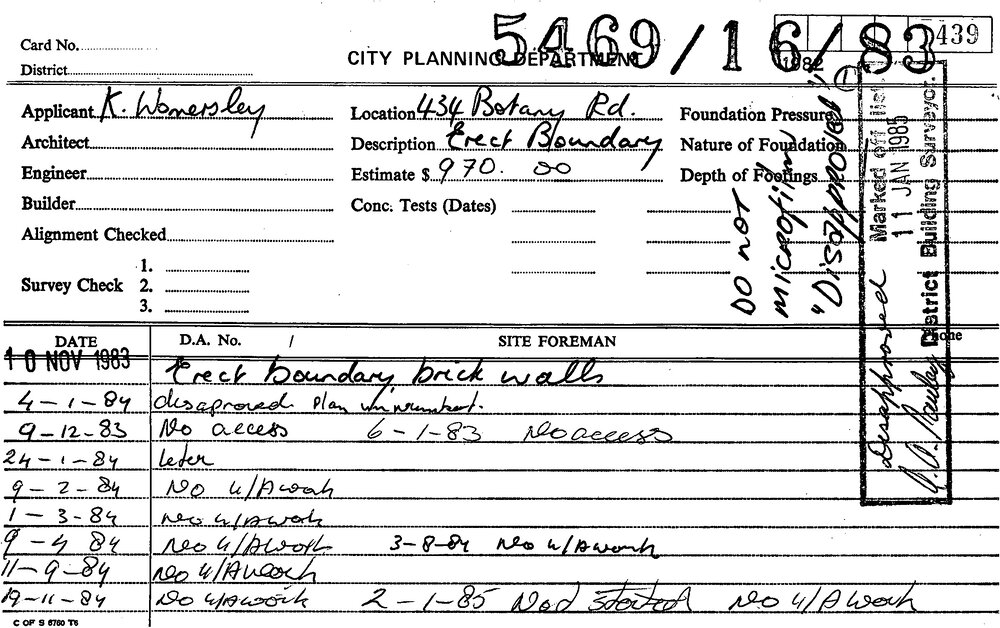 5469/16/83
439
Card No.
CITY PLANNING DEPARTMENT
1982
District
Applicant K. Womersley
Location 434 Botany Rd.
Foundation Pressure
Architect
Description Erect Boundary
Nature of Foundation
Engineer
Estimate $ 970. 00
Depth of Footings
Builder
Conc. Tests (Dates)
Alignment Checked
Survey Check
1.
2.
3.
DO NOT
MICROFILM
"DISAPPROVED"
1
Marked off list
11 JAN 1985
District Building Surveyor.
Disapproved
DATE
D.A. No. /
SITE FOREMAN
Phone
10 NOV 1983
Erect boundary brick walls
4-1-84 disaproved Plan
9-12-83 No access 6-1-83 No access
24-1-84 leter
9-2-84 No U/A work
1-3-84 No U/A work
9-4 84 No U/A work 3-8-84 No U/A work
11-9-84 No U/A work
19-11-84 No U/A work 2-1-85 Not started No U/A work
C OF S 6760 T6